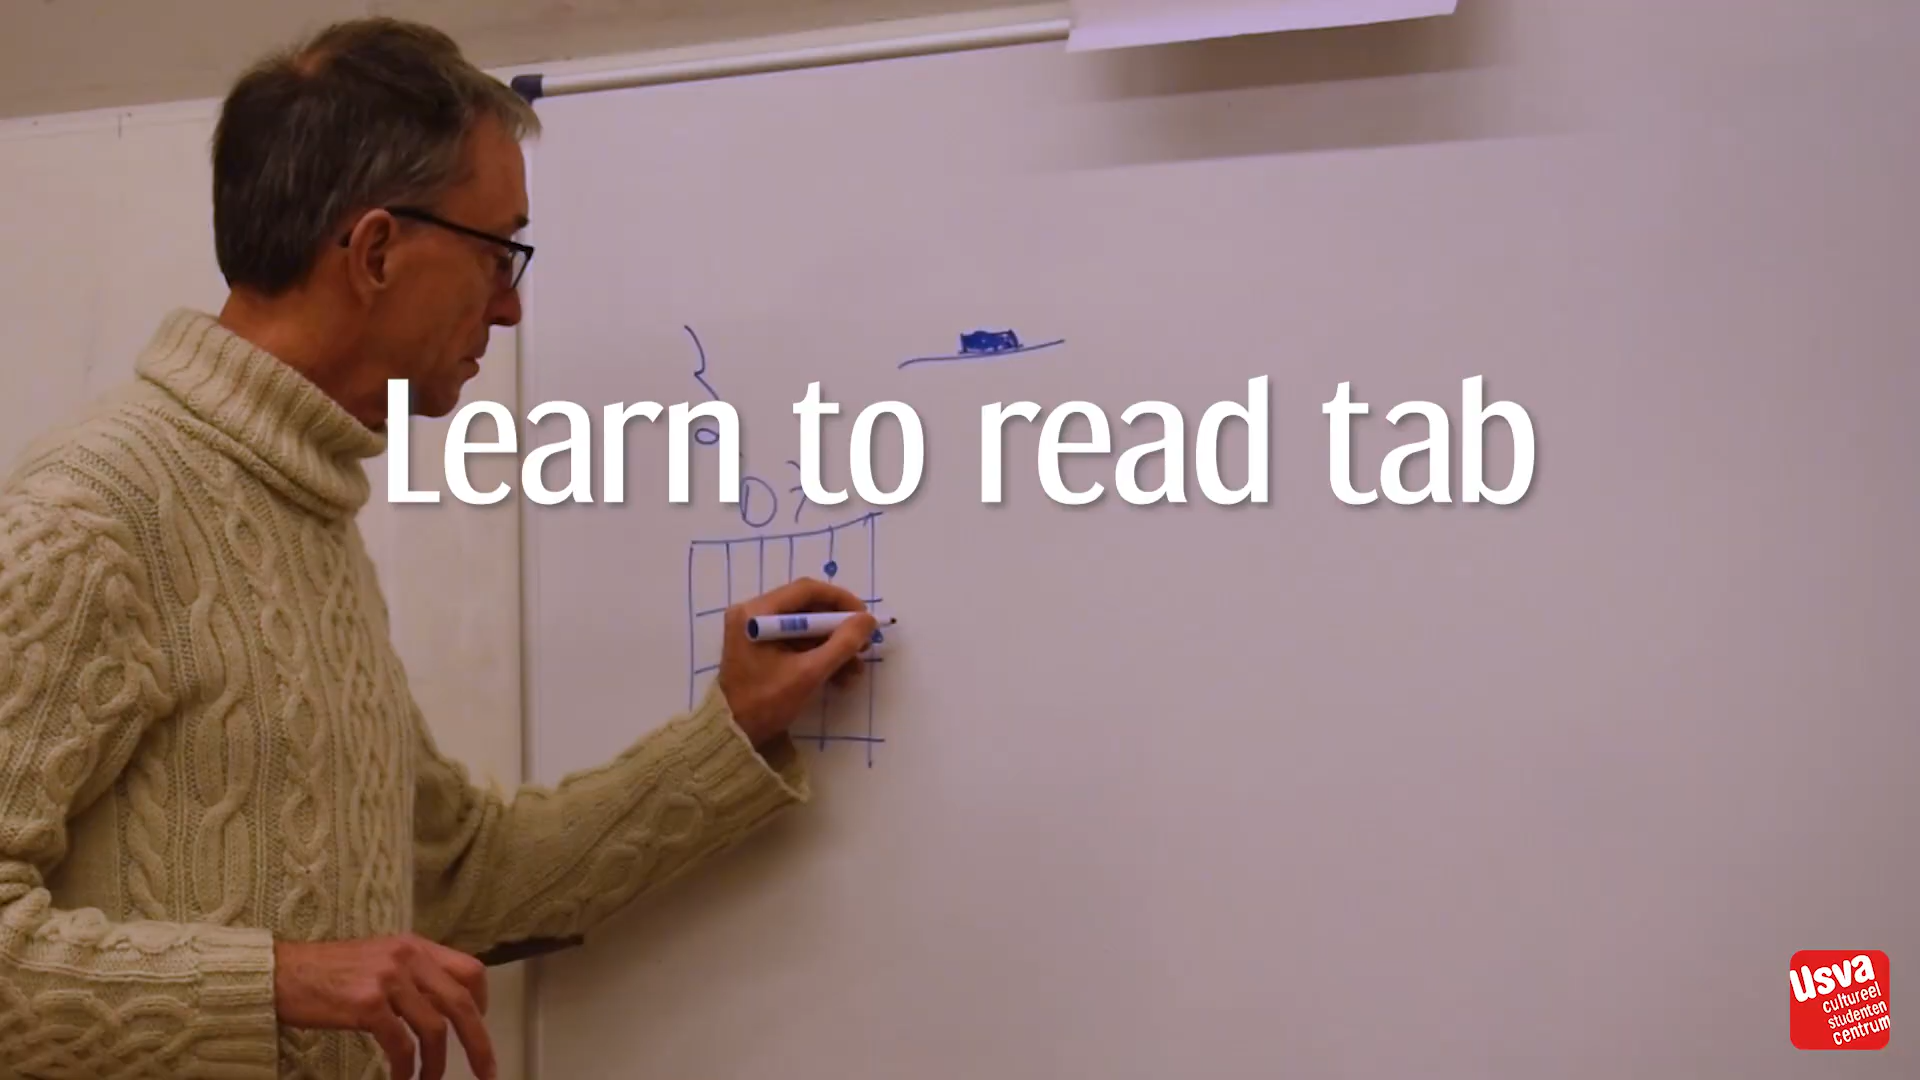 Learn to read tab
D7
usva
cultureel
studenten
centrum